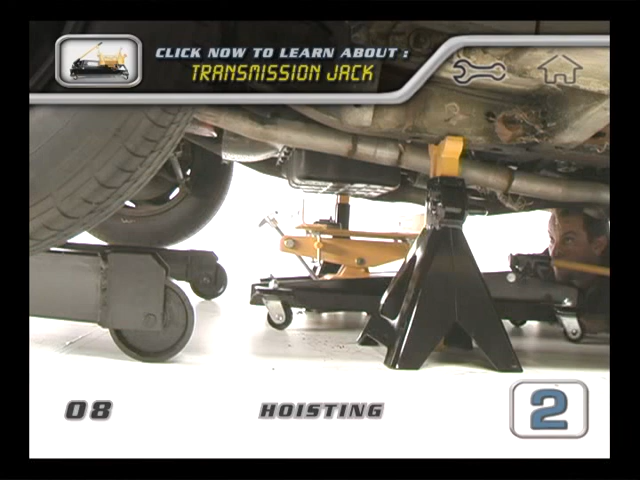 CLICK NOW TO LEARN ABOUT :
TRANSMISSION JACK
08
HOISTING
2